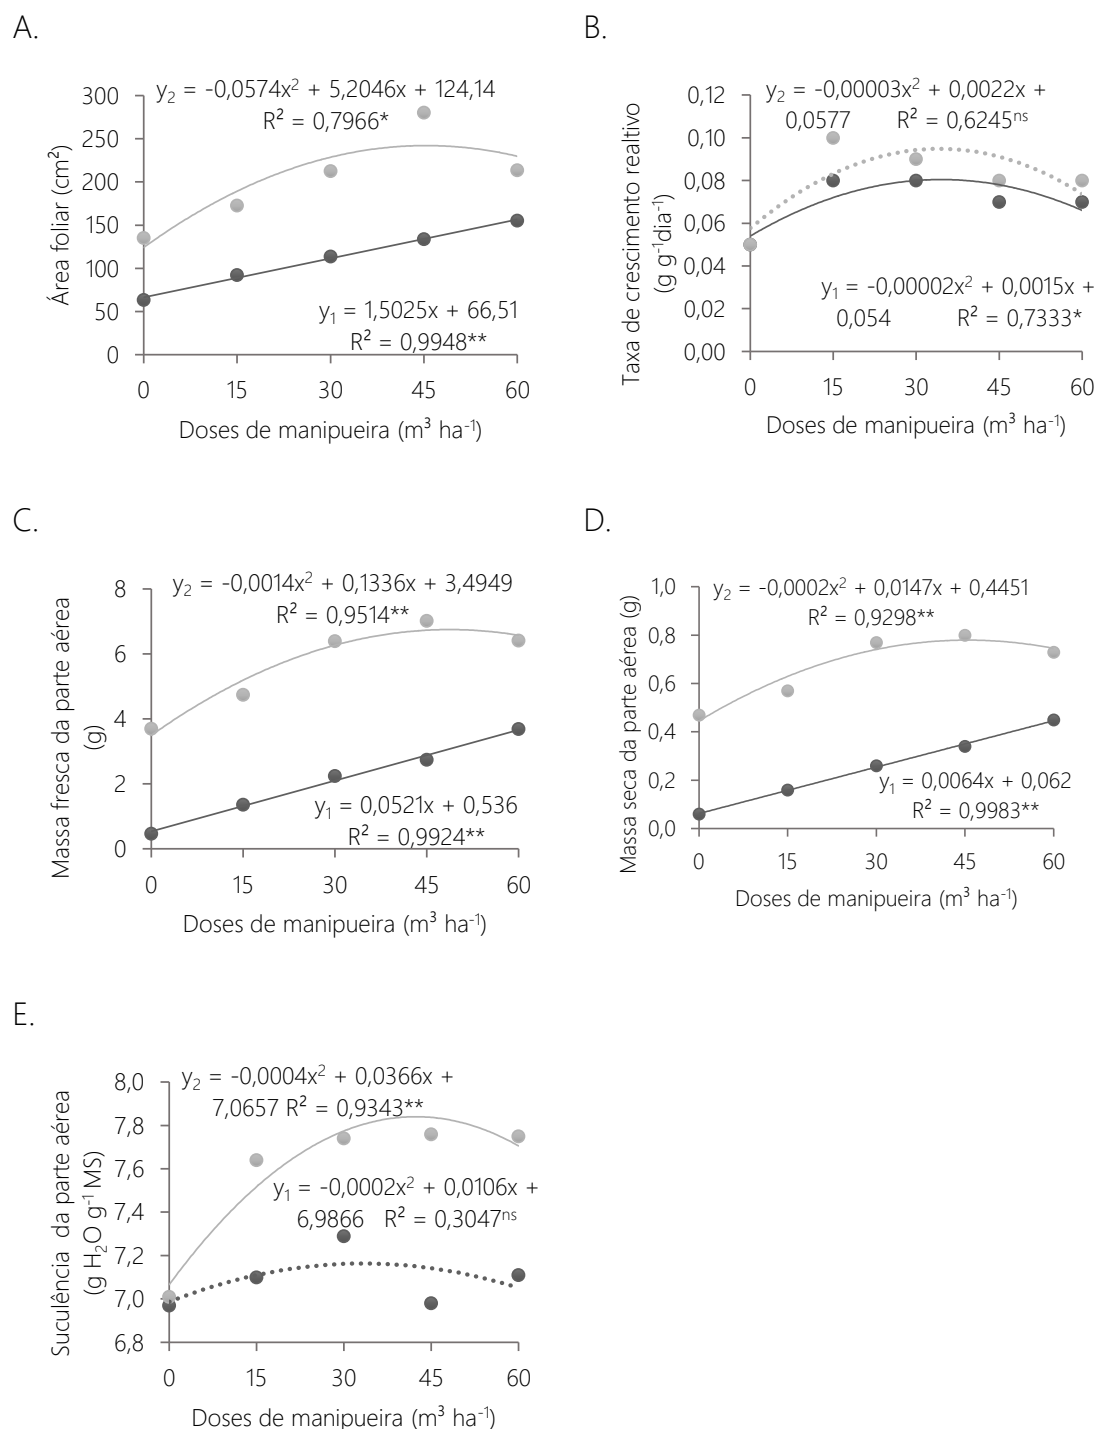 A.
y₂ = -0,0574x² + 5,2046x + 124,14
R² = 0,7966*
Área foliar (cm²)
300
250
200
150
100
50
0
y₁ = 1,5025x + 66,51
R² = 0,9948**
0 15 30 45 60
Doses de manipueira (m³ ha⁻¹)
B.
y₂ = -0,00003x² + 0,0022x +
0,0577 R² = 0,6245ⁿˢ
Taxa de crescimento realtivo
(g g⁻¹dia⁻¹)
0,12
0,10
0,08
0,06
0,04
0,02
0,00
y₁ = -0,00002x² + 0,0015x +
0,054 R² = 0,7333*
0 15 30 45 60
Doses de manipueira (m³ ha⁻¹)
C.
y₂ = -0,0014x² + 0,1336x + 3,4949
R² = 0,9514**
Massa fresca da parte aérea
(g)
8
6
4
2
0
y₁ = 0,0521x + 0,536
R² = 0,9924**
0 15 30 45 60
Doses de manipueira (m³ ha⁻¹)
D.
y₂ = -0,0002x² + 0,0147x + 0,4451
R² = 0,9298**
Massa seca da parte aérea (g)
1,0
0,8
0,6
0,4
0,2
0,0
y₁ = 0,0064x + 0,062
R² = 0,9983**
0 15 30 45 60
Doses de manipueira (m³ ha⁻¹)
E.
y₂ = -0,0004x² + 0,0366x +
7,0657 R² = 0,9343**
Suculência da parte aérea
(g H₂O g⁻¹ MS)
8,0
7,8
7,6
7,4
7,2
7,0
6,8
y₁ = -0,0002x² + 0,0106x +
6,9866 R² = 0,3047ⁿˢ
0 15 30 45 60
Doses de manipueira (m³ ha⁻¹)